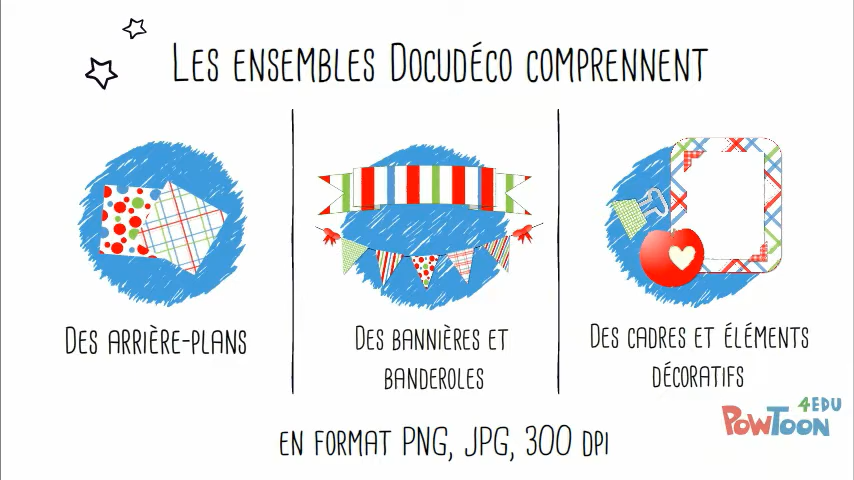 Les ensembles Docudéco comprennent
Des arrière-plans
Des bannières et
banderoles
Des cadres et éléments
décoratifs
en format PNG, JPG, 300 dpi
4EDU
PowToon